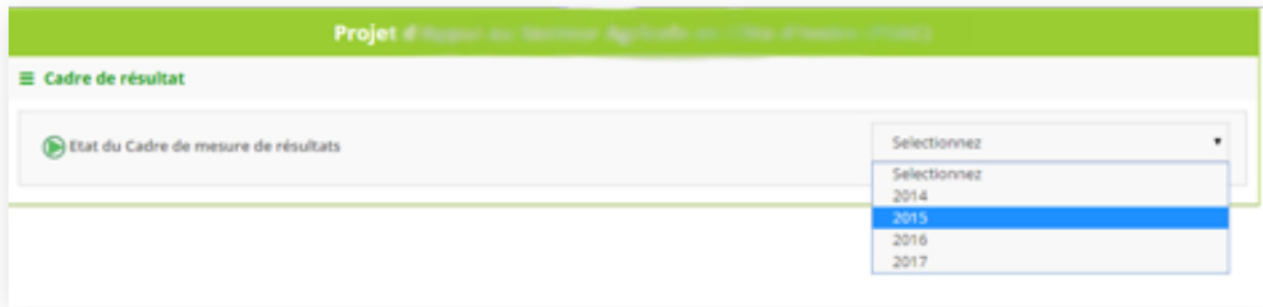 Projet
Cadre de résultat
Etat du Cadre de mesure de résultats
Selectionnez
Selectionnez
2014
2015
2016
2017